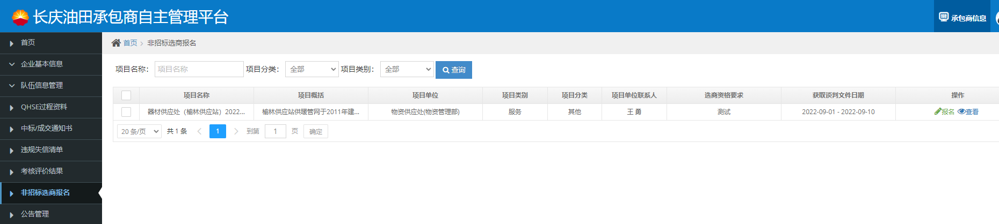 长庆油田承包商自主管理平台
承包商信息
首页
企业基本信息
队伍信息管理
QHSE过程资料
中标/成交通知书
违规失信清单
考核评价结果
非招标选商报名
公告管理
首页 > 非招标选商报名
项目名称： 项目名称 项目分类： 全部 项目类别： 全部 查询
项目名称 项目概括 项目单位 项目类别 项目分类 项目单位联系人 选商资格要求 获取谈判文件日期 操作
器材供应处（榆林供应站）2022... 榆林供应站供暖管网于2011年建... 物资供应处(物资管理部) 服务 其他 王 勇 测试 2022-09-01 - 2022-09-10 报名 查看
20 条/页 共 1 条 < 1 > 到第 1 页 确定